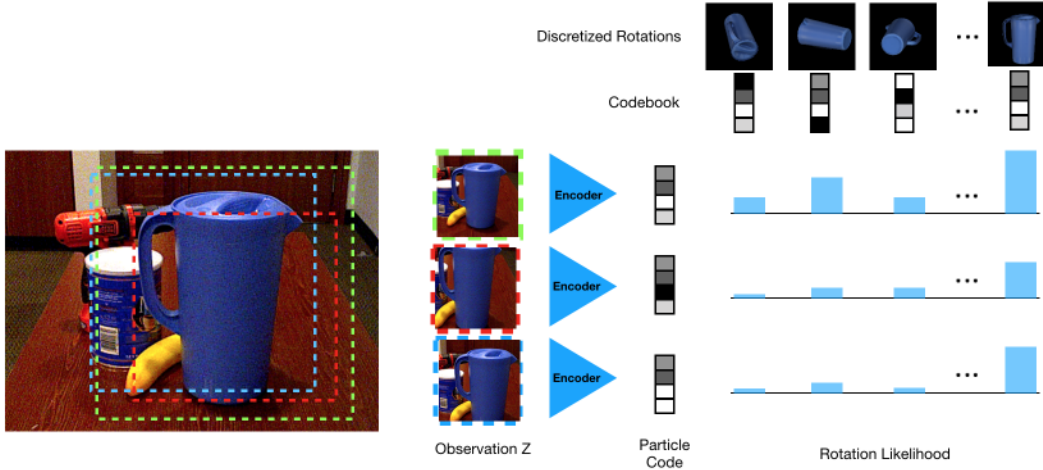 Discretized Rotations
Codebook
Encoder
Encoder
Encoder
Observation Z
Particle
Code
Rotation Likelihood